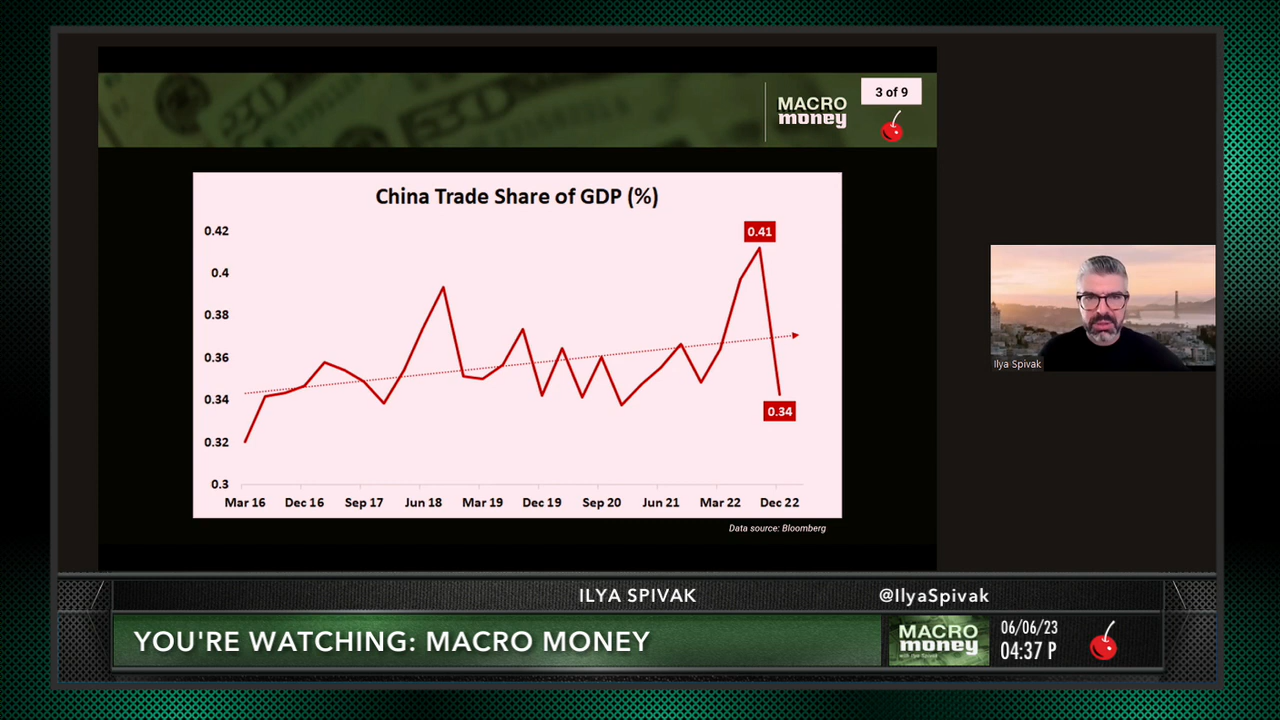 MACRO
money
3 of 9
China Trade Share of GDP (%)
0.42
0.4
0.38
0.36
0.34
0.32
0.3
0.41
0.34
Mar 16 Dec 16 Sep 17 Jun 18 Mar 19 Dec 19 Sep 20 Jun 21 Mar 22 Dec 22
Data source: Bloomberg
Ilya Spivak
ILYA SPIVAK @IlyaSpivak
YOU'RE WATCHING: MACRO MONEY
MACRO
money
with Ilya Spivak
06/06/23
04:37 P